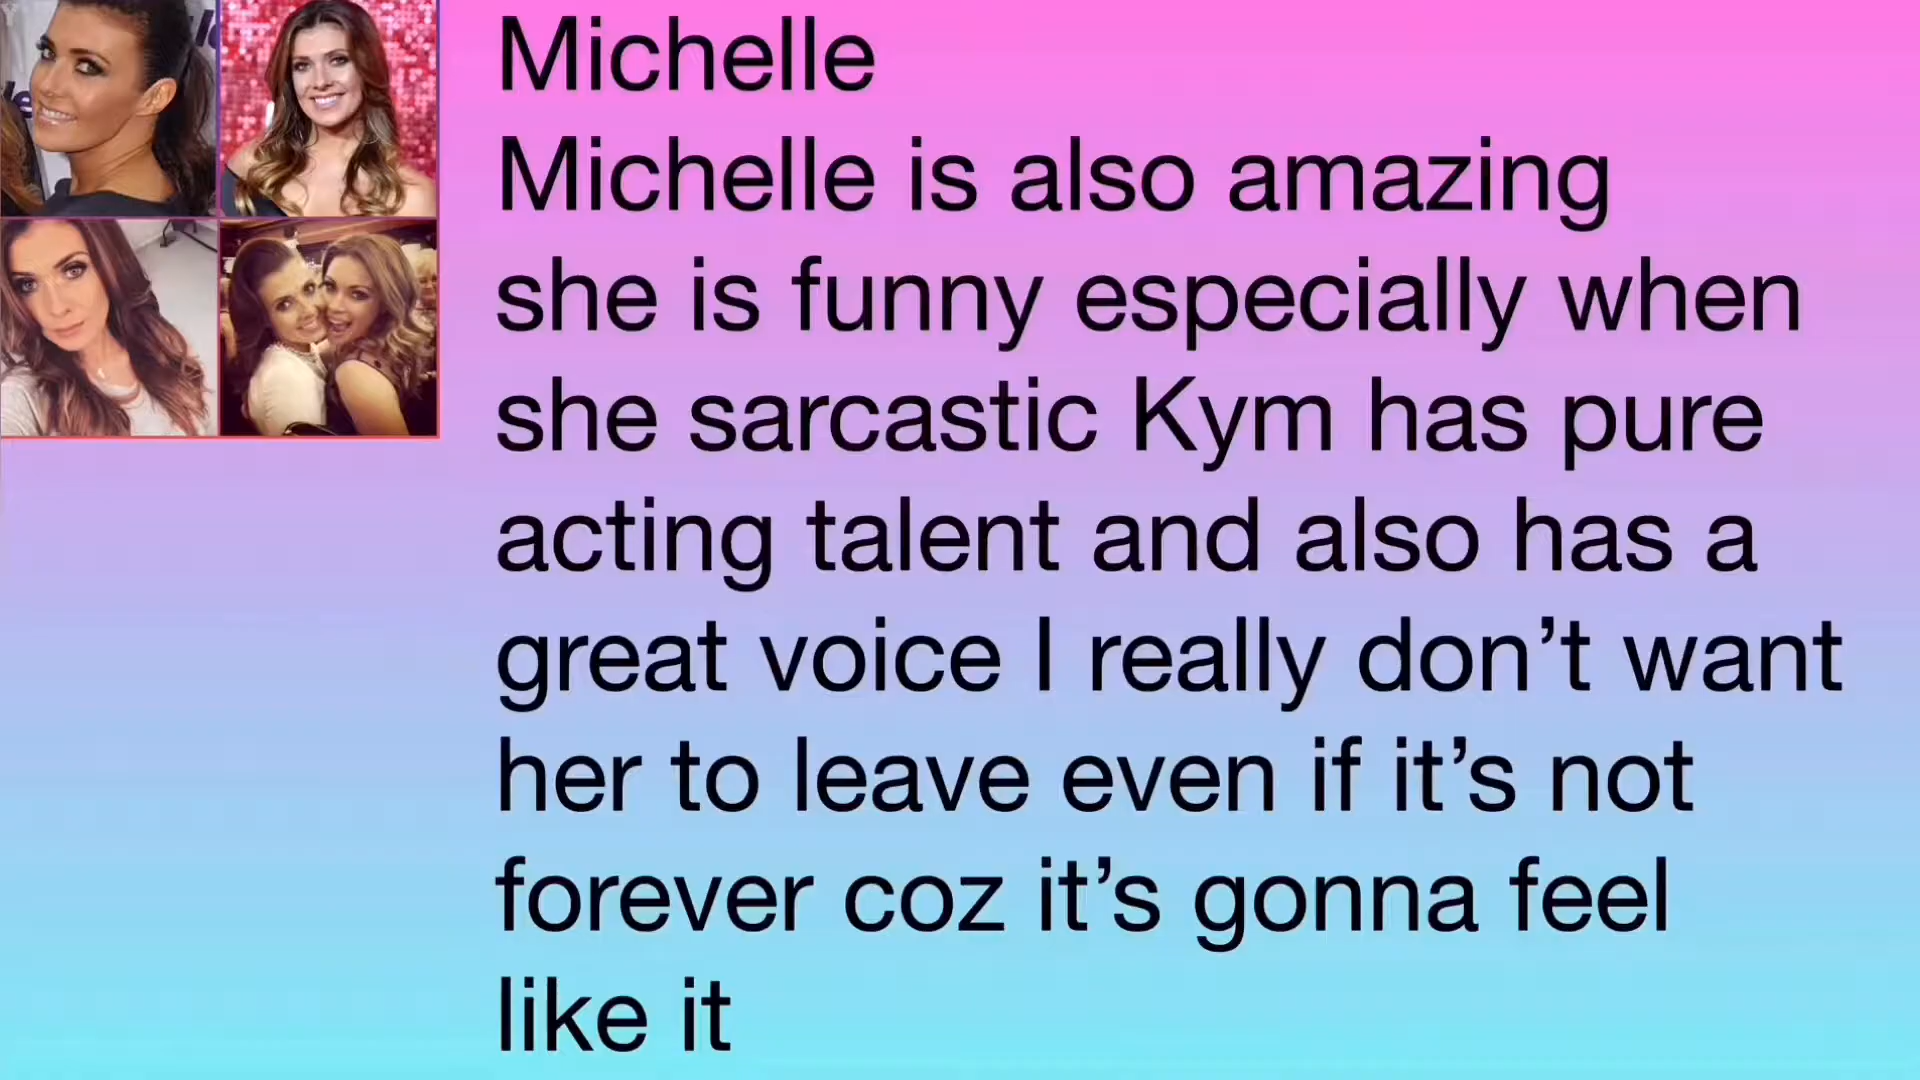 Michelle
Michelle is also amazing
she is funny especially when
she sarcastic Kym has pure
acting talent and also has a
great voice I really don’t want
her to leave even if it’s not
forever coz it’s gonna feel
like it